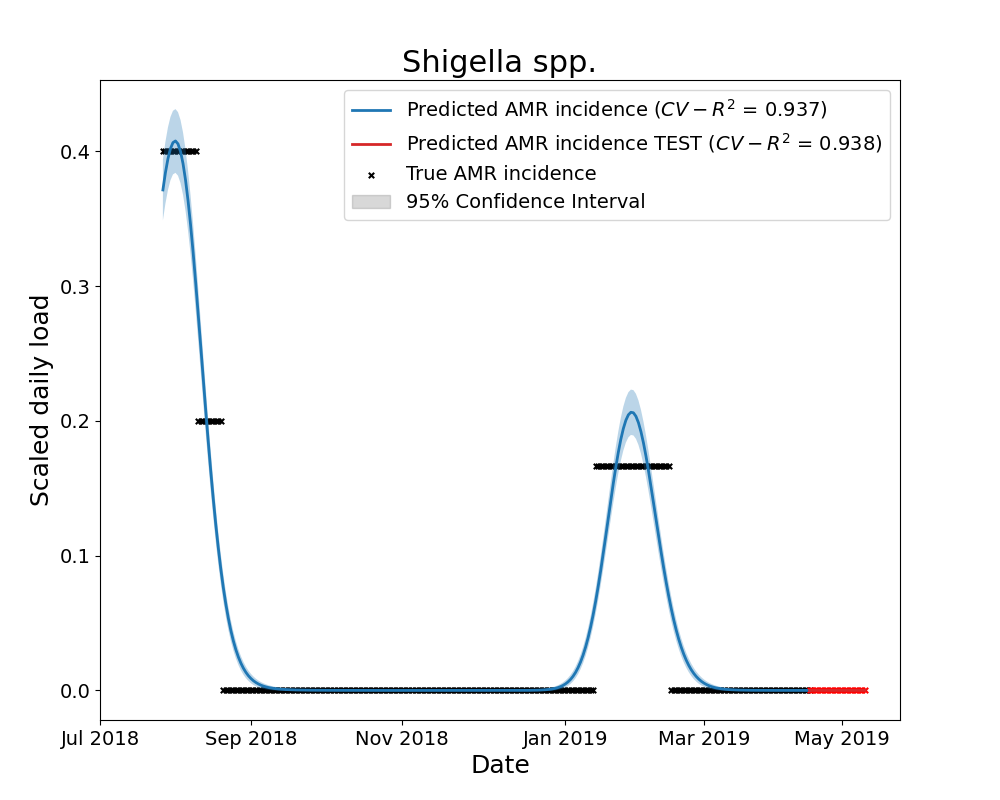 Shigella spp.
Predicted AMR incidence (CV − R² = 0.937)
Predicted AMR incidence TEST (CV − R² = 0.938)
True AMR incidence
95% Confidence Interval
Scaled daily load
0.4
0.3
0.2
0.1
0.0
Jul 2018 Sep 2018 Nov 2018 Jan 2019 Mar 2019 May 2019
Date